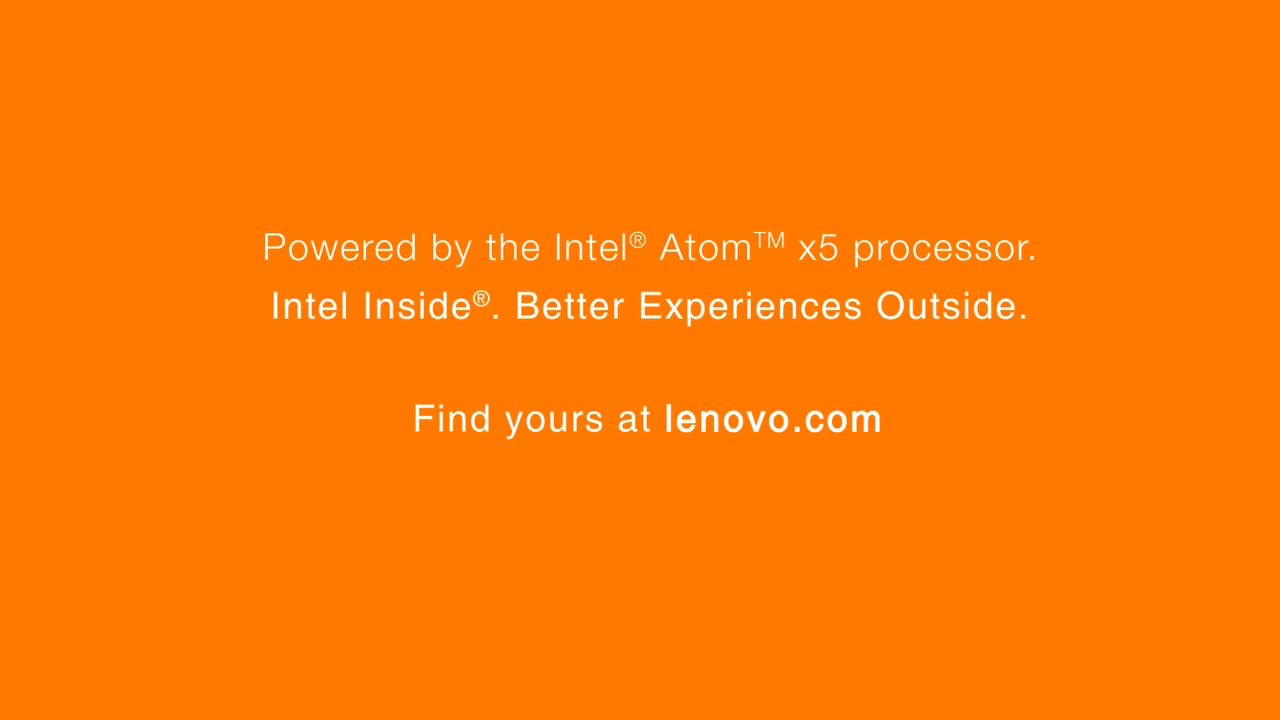 Powered by the Intel® Atom™ x5 processor.
Intel Inside®. Better Experiences Outside.
Find yours at lenovo.com